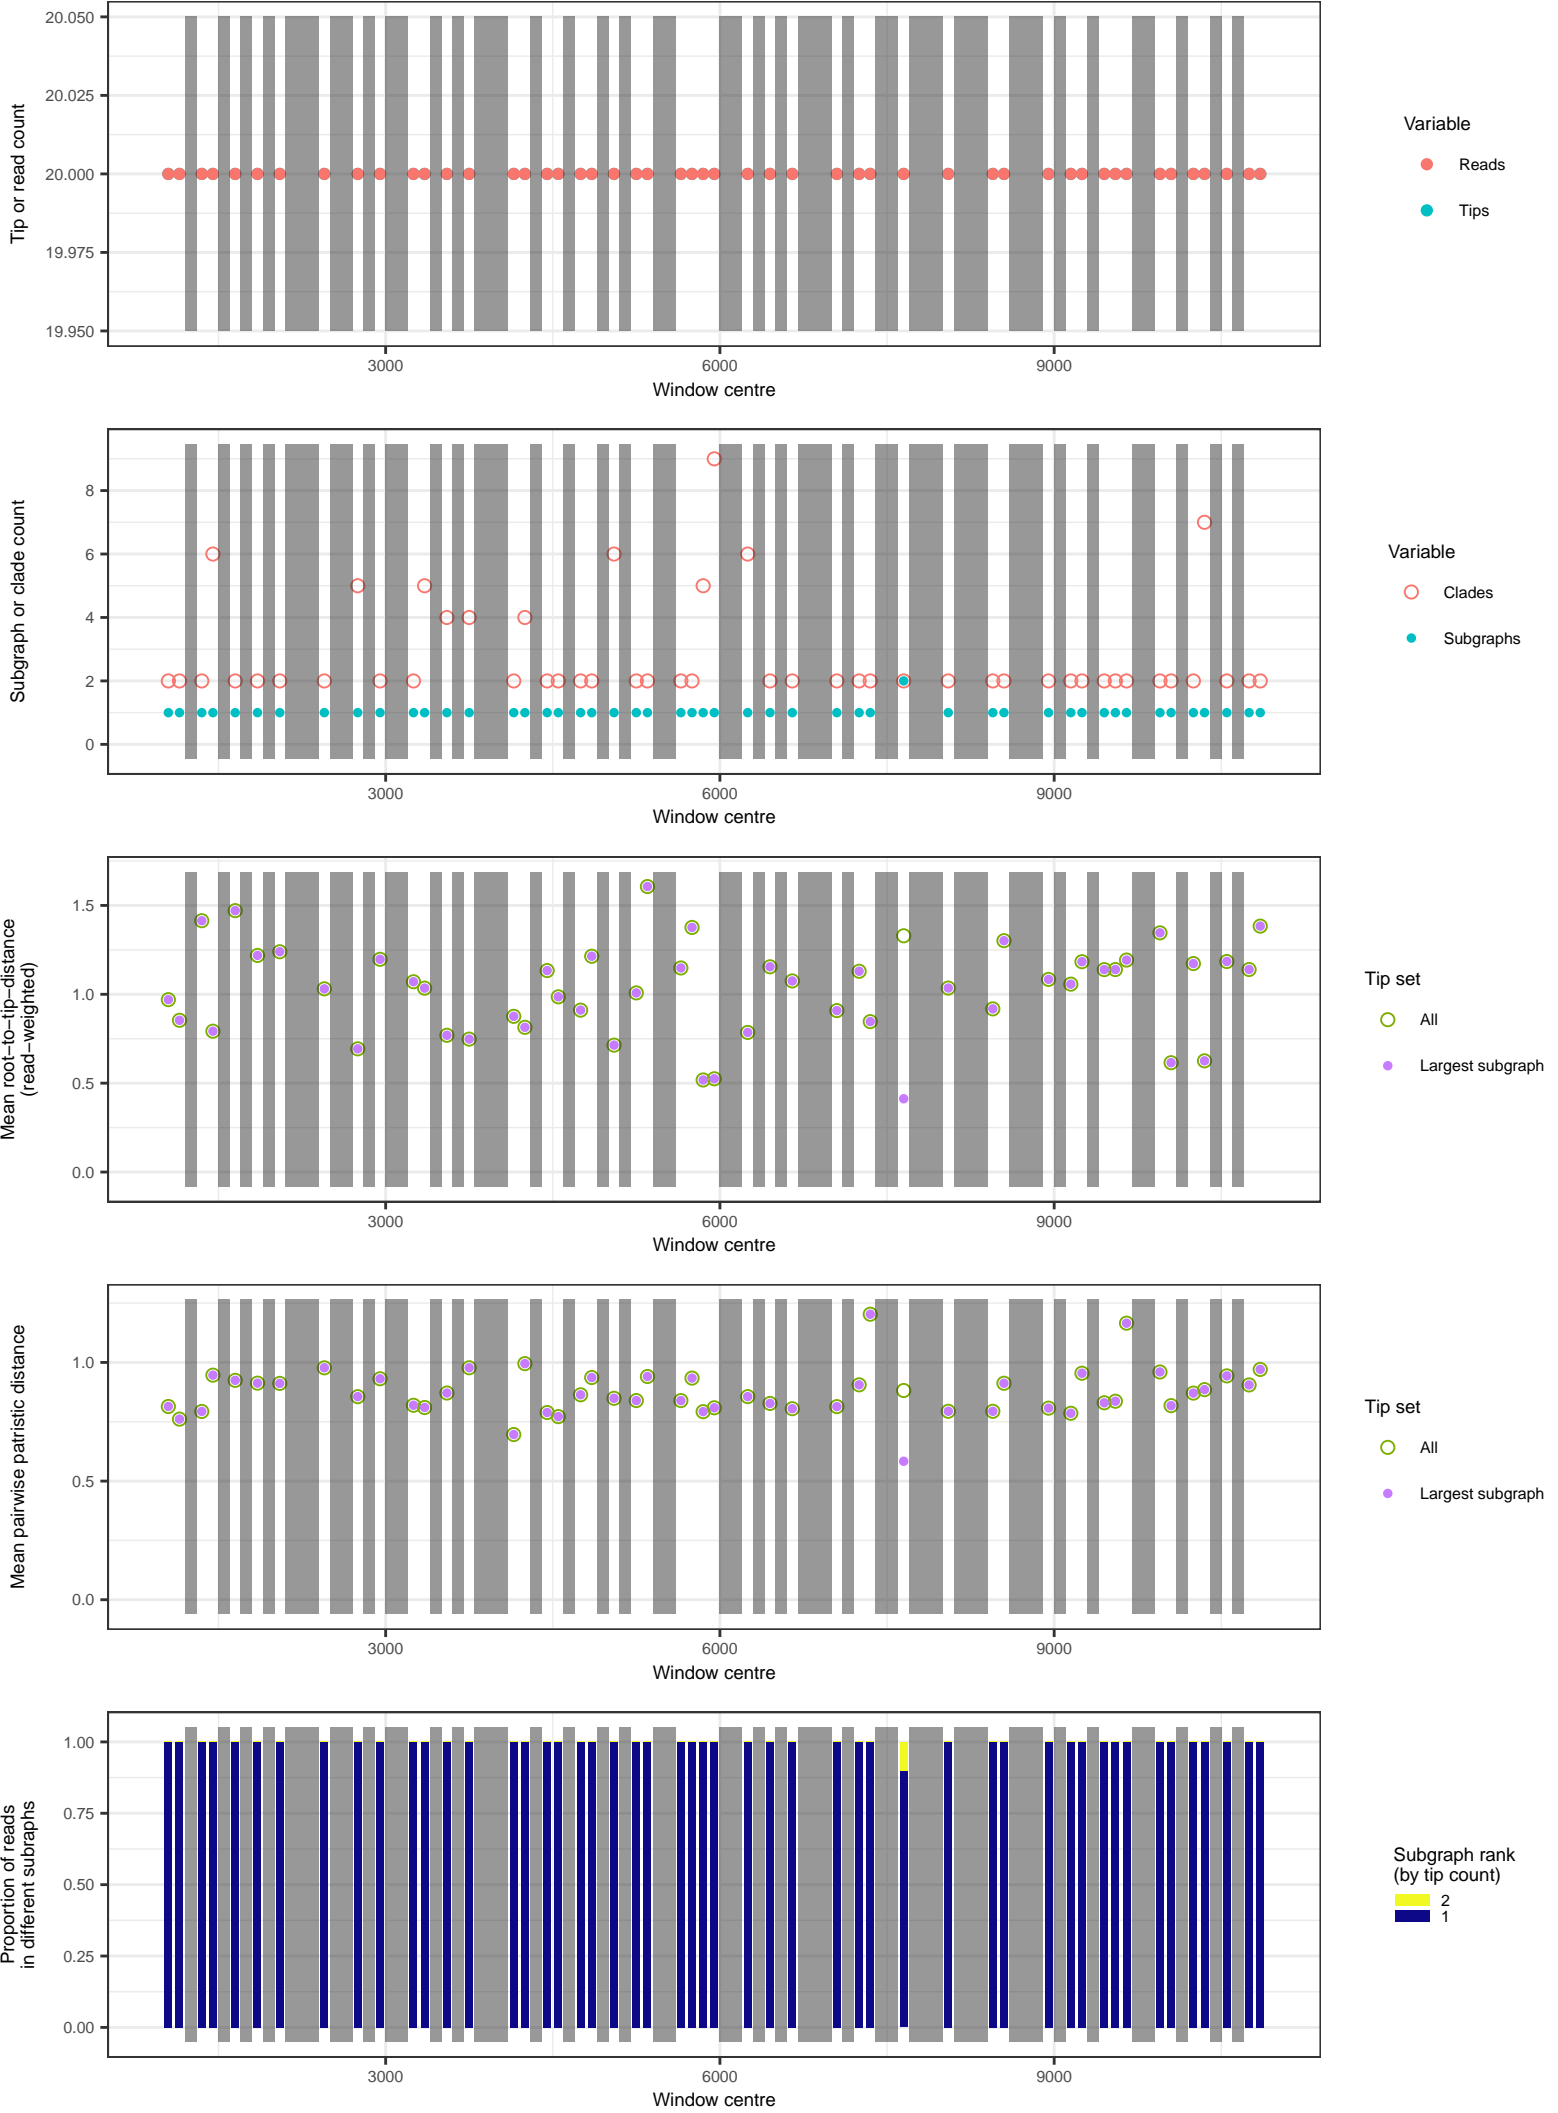 20.050
20.025
20.000
19.975
19.950
Tip or read count
3000
6000
9000
Window centre
Variable
Reads
Tips
8
6
4
2
0
Subgraph or clade count
3000
6000
9000
Window centre
Variable
Clades
Subgraphs
1.5
1.0
0.5
0.0
Mean root−to−tip−distance
(read−weighted)
3000
6000
9000
Window centre
Tip set
All
Largest subgraph
1.0
0.5
0.0
Mean pairwise patristic distance
3000
6000
9000
Window centre
Tip set
All
Largest subgraph
1.00
0.75
0.50
0.25
0.00
Proportion of reads
in different subraphs
3000
6000
9000
Window centre
Subgraph rank
(by tip count)
2
1